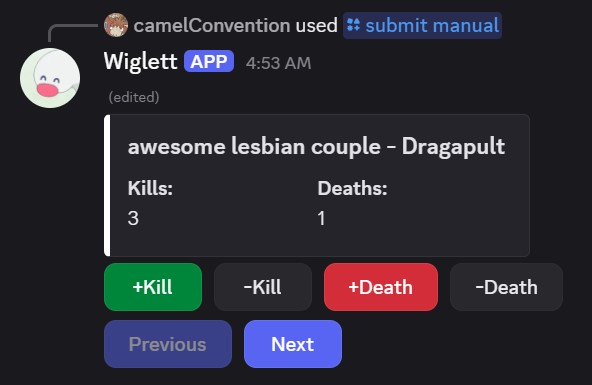 camelConvention used submit manual
Wiglett APP 4:53 AM
(edited)
awesome lesbian couple - Dragapult
Kills: Deaths:
3 1
+Kill -Kill +Death -Death
Previous Next